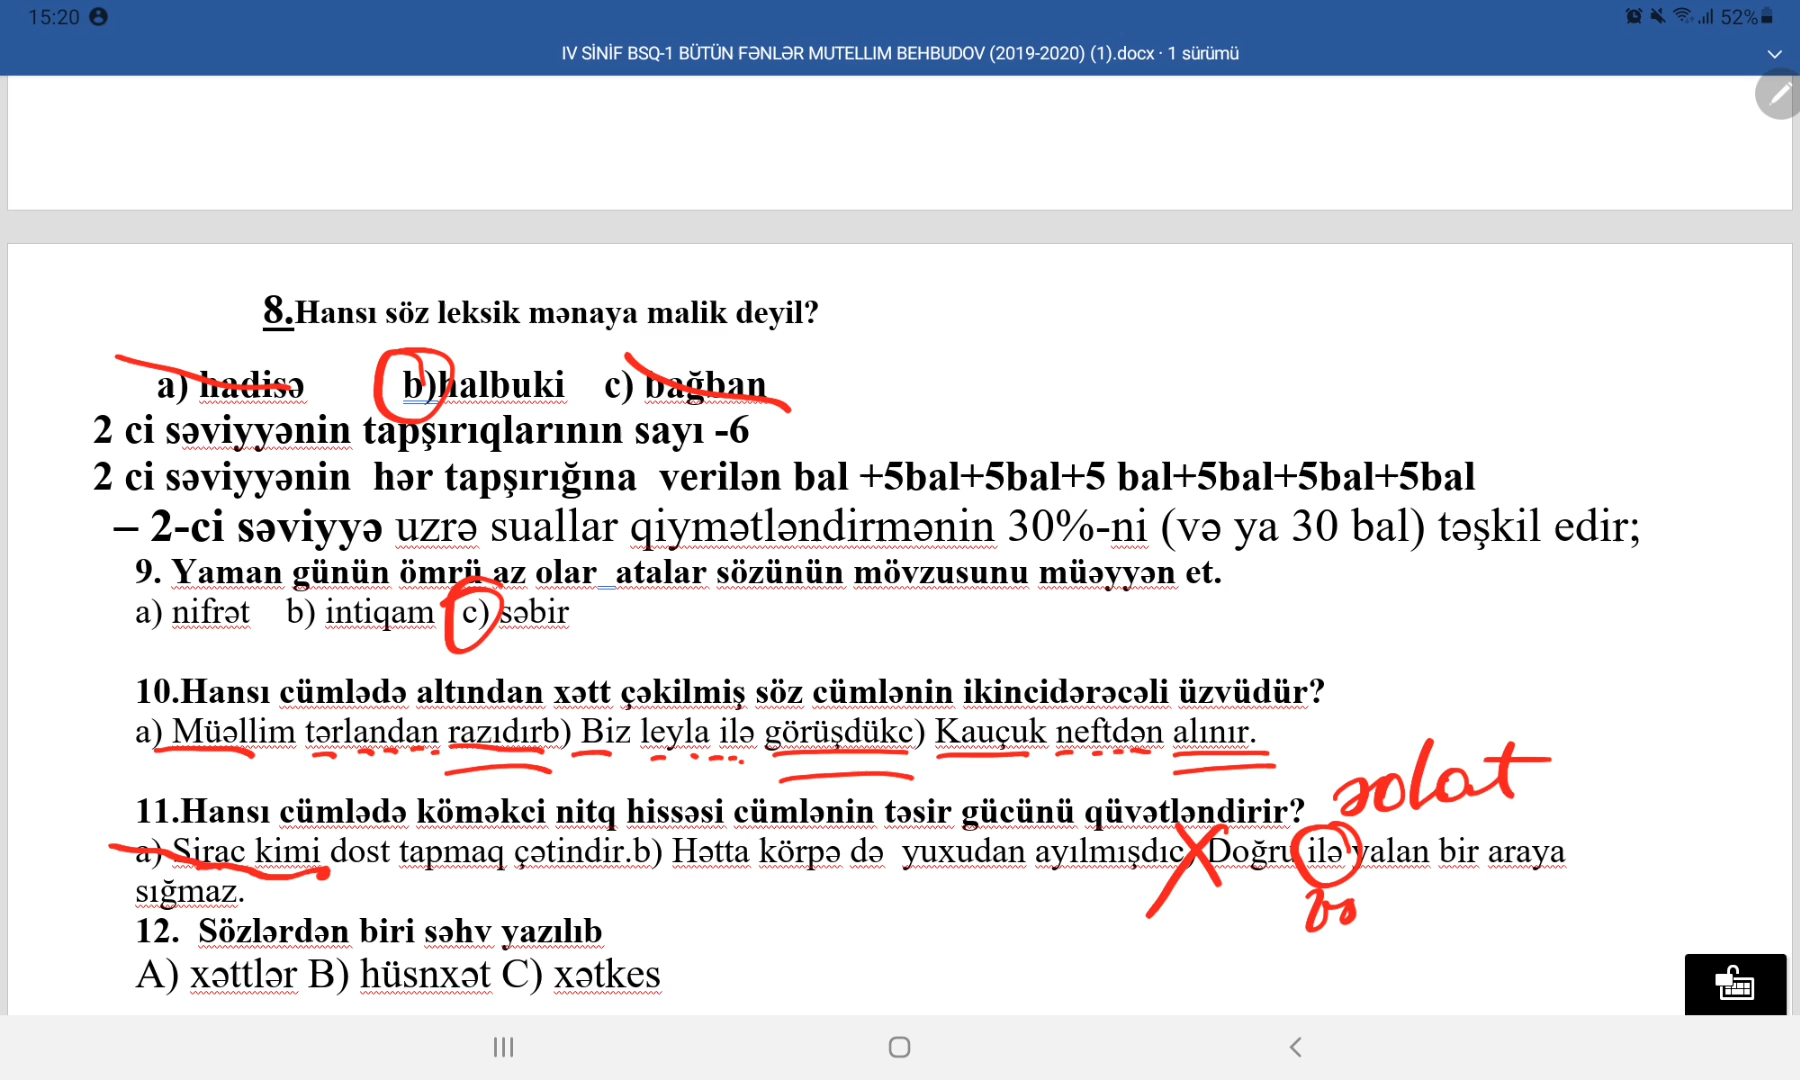 15:20
52%
IV SİNİF BSQ-1 BÜTÜN FƏNLƏR MUTELLIM BEHBUDOV (2019-2020) (1).docx · 1 sürümü
8.Hansı söz leksik mənaya malik deyil?
a) hadisə b)halbuki c) bağban
2 ci səviyyənin tapşırıqlarının sayı -6
2 ci səviyyənin hər tapşırığına verilən bal +5bal+5bal+5 bal+5bal+5bal+5bal
– 2-ci səviyyə uzrə suallar qiymətləndirmənin 30%-ni (və ya 30 bal) təşkil edir;
9. Yaman günün ömrü az olar_ atalar sözünün mövzusunu müəyyən et.
a) nifrət b) intiqam c) səbir
10.Hansı cümlədə altından xətt çəkilmiş söz cümlənin ikincidərəcəli üzvüdür?
a) Müəllim tərlandan razıdırb) Biz leyla ilə görüşdükc) Kauçuk neftdən alınır.
11.Hansı cümlədə köməkci nitq hissəsi cümlənin təsir gücünü qüvətləndirir?
a) Sirac kimi dost tapmaq çətindir.b) Hətta körpə də yuxudan ayılmışdıc) Doğru ilə yalan bir araya
sığmaz.
12. Sözlərdən biri səhv yazılıb
A) xəttlər B) hüsnxət C) xətkes